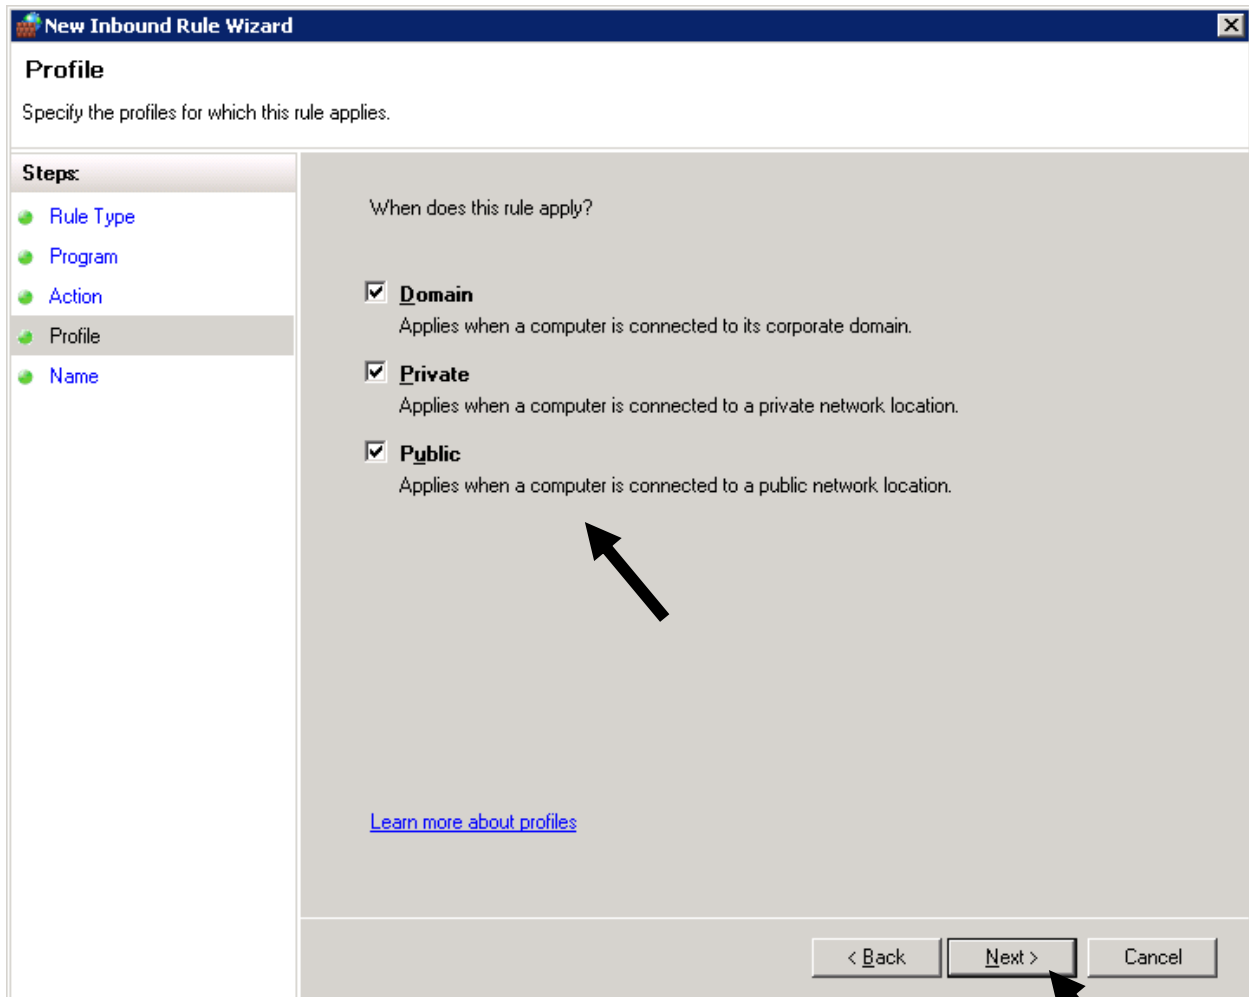 New Inbound Rule Wizard
Profile
Specify the profiles for which this rule applies.
Steps:
Rule Type
Program
Action
Profile
Name
When does this rule apply?
Domain
Applies when a computer is connected to its corporate domain.
Private
Applies when a computer is connected to a private network location.
Public
Applies when a computer is connected to a public network location.
Learn more about profiles
< Back
Next >
Cancel